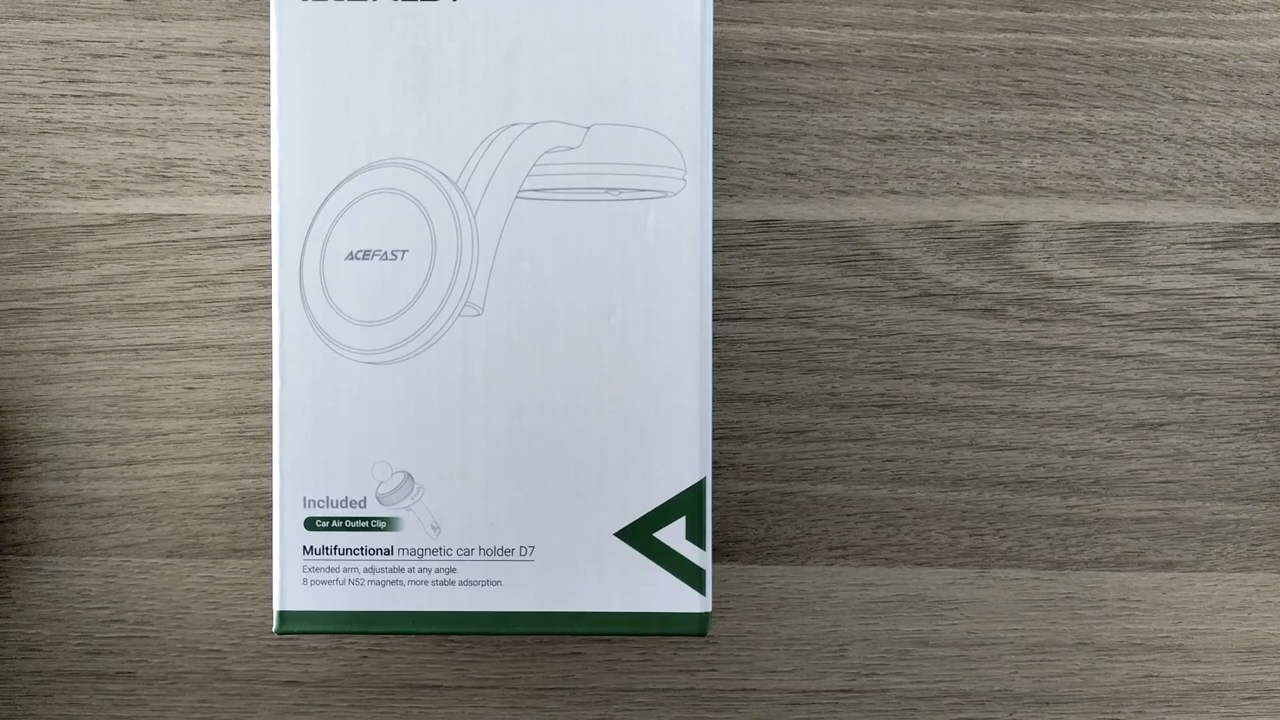 ACEFAST
Included
Car Air Outlet Clip
Multifunctional magnetic car holder D7
Extended arm, adjustable at any angle.
8 powerful N52 magnets, more stable adsorption.